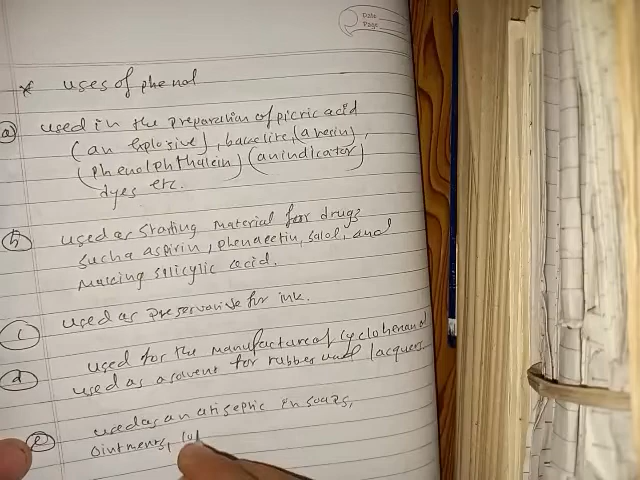 Date
Page
* uses of phenol
(a) used in the preparation of picric acid
(an explosive), bakelite, (a resin),
(phenolphthalein) (an indicator)
dyes etc.
(b) used as starting material for drugs
such a aspirin, phenacetin, salol, and
making salicylic acid.
(c) used as preservative for ink.
(d) used for the manufacture of cyclohexanol
used as a solvent for rubber lacquers
(e) used as an antiseptic in soaps,
ointments,